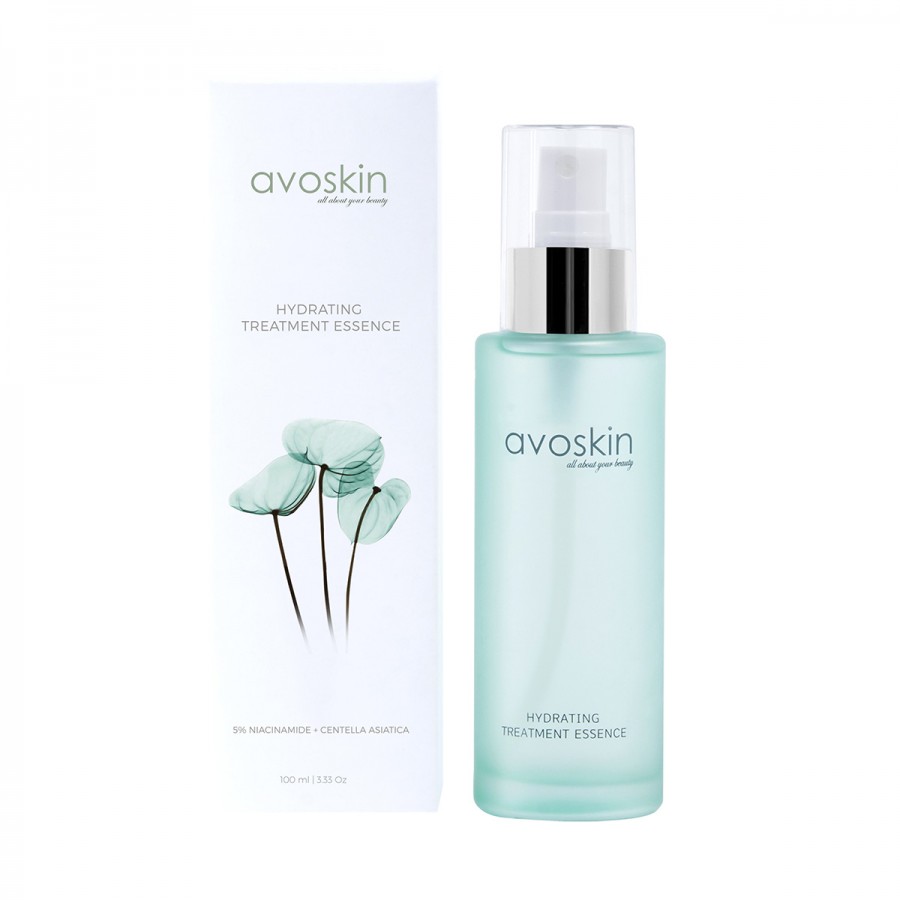 avoskin
all about your beauty
HYDRATING
TREATMENT ESSENCE
5% NIACINAMIDE + CENTELLA ASIATICA
100 ml | 3.33 Oz
avoskin
all about your beauty
HYDRATING
TREATMENT ESSENCE